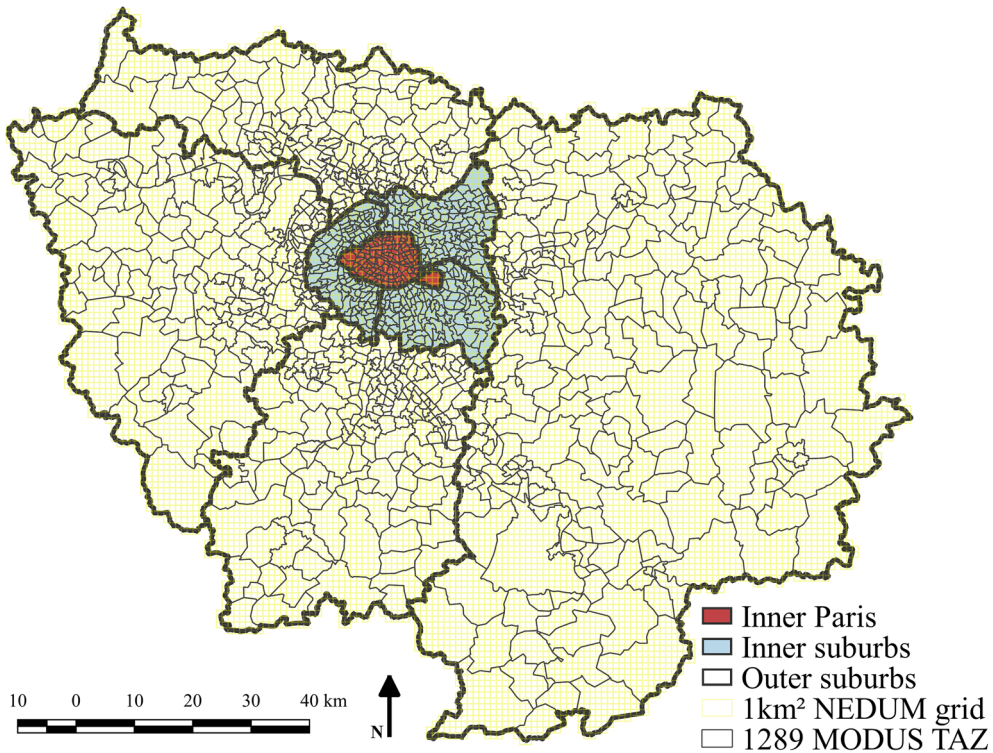 Inner Paris
Inner suburbs
Outer suburbs
1km² NEDUM grid
1289 MODUS TAZ
10 0 10 20 30 40 km
N